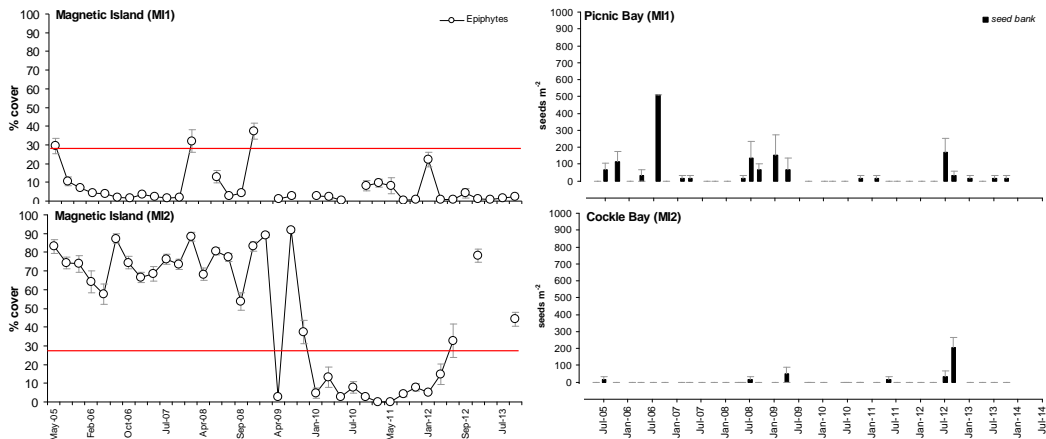 Magnetic Island (MI1)
Epiphytes
% cover
100
90
80
70
60
50
40
30
20
10
0
Magnetic Island (MI2)
% cover
100
90
80
70
60
50
40
30
20
10
0
May-05
Feb-06
Oct-06
Jul-07
Apr-08
Sep-08
Apr-09
Jan-10
Jul-10
May-11
Jan-12
Sep-12
Jul-13
Picnic Bay (MI1)
seed bank
seeds m-2
1000
900
800
700
600
500
400
300
200
100
0
Cockle Bay (MI2)
seeds m-2
1000
900
800
700
600
500
400
300
200
100
0
Jul-05
Jan-06
Jul-06
Jan-07
Jul-07
Jan-08
Jul-08
Jan-09
Jul-09
Jan-10
Jul-10
Jan-11
Jul-11
Jan-12
Jul-12
Jan-13
Jul-13
Jan-14
Jul-14